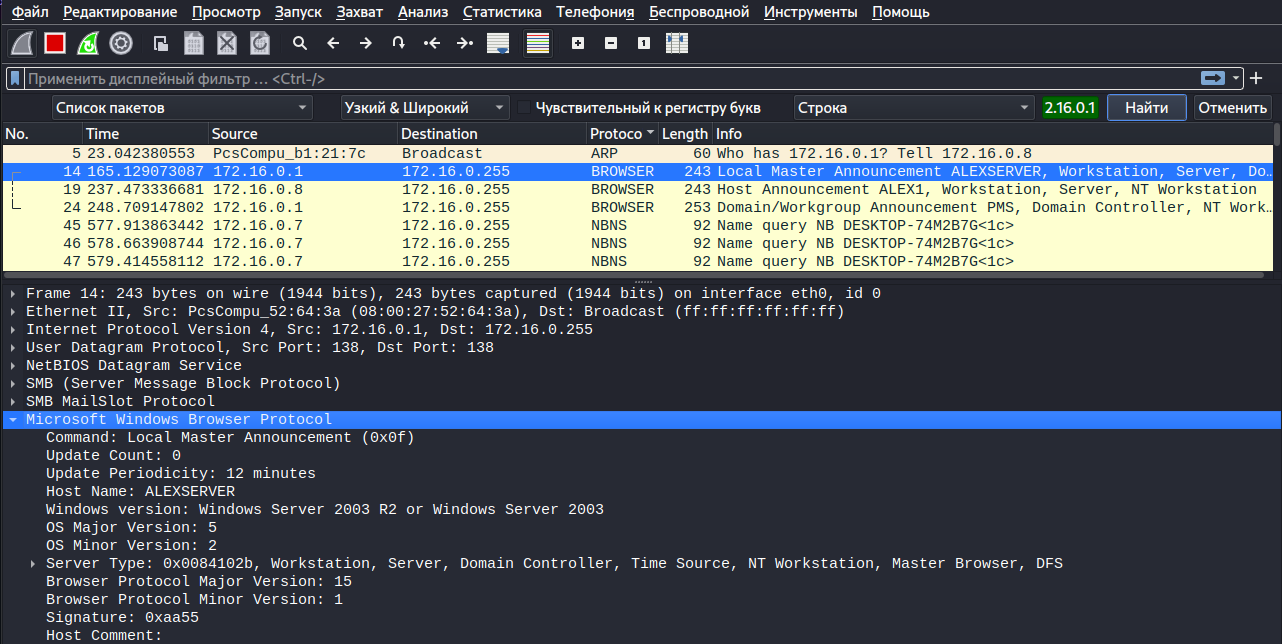 Файл Редактирование Просмотр Запуск Захват Анализ Статистика Телефония Беспроводной Инструменты Помощь
Применить дисплейный фильтр ... <Ctrl-/>
Список пакетов Узкий & Широкий Чувствительный к регистру букв Строка 2.16.0.1 Найти Отменить
No. Time Source Destination Protoco Length Info
5 23.042380553 PcsCompu_b1:21:7c Broadcast ARP 60 Who has 172.16.0.1? Tell 172.16.0.8
14 165.129073087 172.16.0.1 172.16.0.255 BROWSER 243 Local Master Announcement ALEXSERVER, Workstation, Server, Do…
19 237.473336681 172.16.0.8 172.16.0.255 BROWSER 243 Host Announcement ALEX1, Workstation, Server, NT Workstation
24 248.709147802 172.16.0.1 172.16.0.255 BROWSER 253 Domain/Workgroup Announcement PMS, Domain Controller, NT Work…
45 577.913863442 172.16.0.7 172.16.0.255 NBNS 92 Name query NB DESKTOP-74M2B7G<1c>
46 578.663908744 172.16.0.7 172.16.0.255 NBNS 92 Name query NB DESKTOP-74M2B7G<1c>
47 579.414558112 172.16.0.7 172.16.0.255 NBNS 92 Name query NB DESKTOP-74M2B7G<1c>
Frame 14: 243 bytes on wire (1944 bits), 243 bytes captured (1944 bits) on interface eth0, id 0
Ethernet II, Src: PcsCompu_52:64:3a (08:00:27:52:64:3a), Dst: Broadcast (ff:ff:ff:ff:ff:ff)
Internet Protocol Version 4, Src: 172.16.0.1, Dst: 172.16.0.255
User Datagram Protocol, Src Port: 138, Dst Port: 138
NetBIOS Datagram Service
SMB (Server Message Block Protocol)
SMB MailSlot Protocol
Microsoft Windows Browser Protocol
Command: Local Master Announcement (0x0f)
Update Count: 0
Update Periodicity: 12 minutes
Host Name: ALEXSERVER
Windows version: Windows Server 2003 R2 or Windows Server 2003
OS Major Version: 5
OS Minor Version: 2
Server Type: 0x0084102b, Workstation, Server, Domain Controller, Time Source, NT Workstation, Master Browser, DFS
Browser Protocol Major Version: 15
Browser Protocol Minor Version: 1
Signature: 0xaa55
Host Comment: